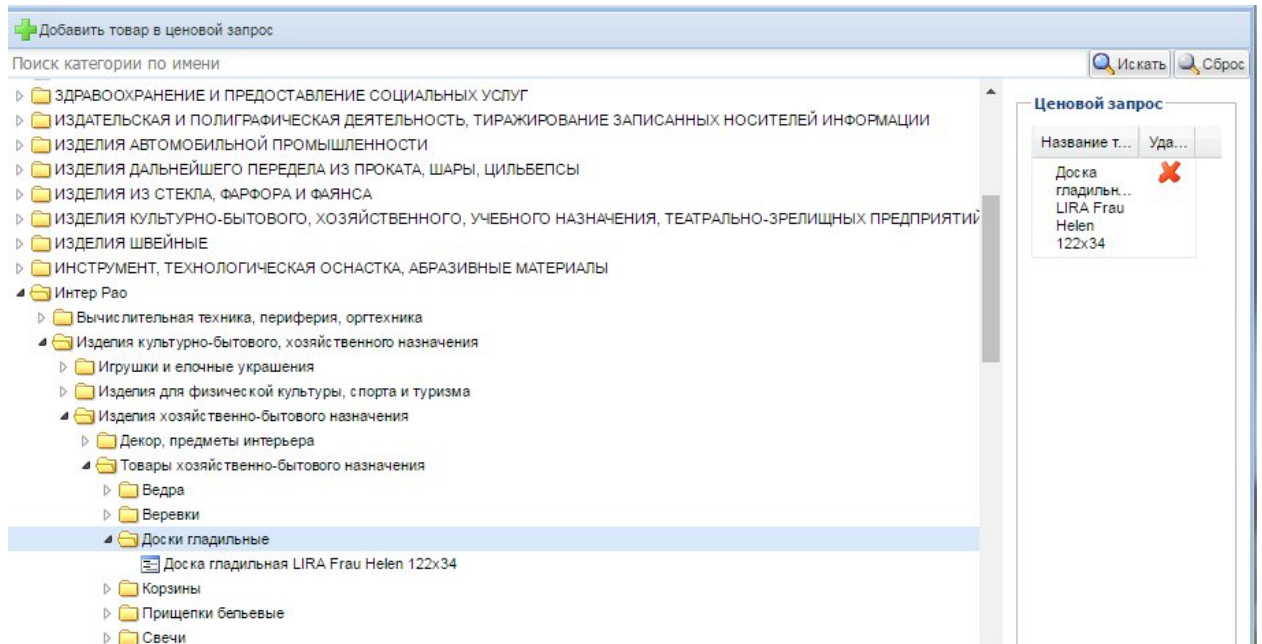 Добавить товар в ценовой запрос
Поиск категории по имени
Искать
Сброс
ЗДРАВООХРАНЕНИЕ И ПРЕДОСТАВЛЕНИЕ СОЦИАЛЬНЫХ УСЛУГ
ИЗДАТЕЛЬСКАЯ И ПОЛИГРАФИЧЕСКАЯ ДЕЯТЕЛЬНОСТЬ, ТИРАЖИРОВАНИЕ ЗАПИСАННЫХ НОСИТЕЛЕЙ ИНФОРМАЦИИ
ИЗДЕЛИЯ АВТОМОБИЛЬНОЙ ПРОМЫШЛЕННОСТИ
ИЗДЕЛИЯ ДАЛЬНЕЙШЕГО ПЕРЕДЕЛА ИЗ ПРОКАТА, ШАРЫ, ЦИЛЬБЕПСЫ
ИЗДЕЛИЯ ИЗ СТЕКЛА, ФАРФОРА И ФАЯНСА
ИЗДЕЛИЯ КУЛЬТУРНО-БЫТОВОГО, ХОЗЯЙСТВЕННОГО, УЧЕБНОГО НАЗНАЧЕНИЯ, ТЕАТРАЛЬНО-ЗРЕЛИЩНЫХ ПРЕДПРИЯТИЙ
ИЗДЕЛИЯ ШВЕЙНЫЕ
ИНСТРУМЕНТ, ТЕХНОЛОГИЧЕСКАЯ ОСНАСТКА, АБРАЗИВНЫЕ МАТЕРИАЛЫ
Интер Рао
Вычислительная техника, периферия, оргтехника
Изделия культурно-бытового, хозяйственного назначения
Игрушки и елочные украшения
Изделия для физической культуры, спорта и туризма
Изделия хозяйственно-бытового назначения
Декор, предметы интерьера
Товары хозяйственно-бытового назначения
Ведра
Веревки
Доски гладильные
Доска гладильная LIRA Frau Helen 122х34
Корзины
Прищепки бельевые
Свечи
Ценовой запрос
Название т...
Уда...
Доска
гладильн...
LIRA Frau
Helen
122х34